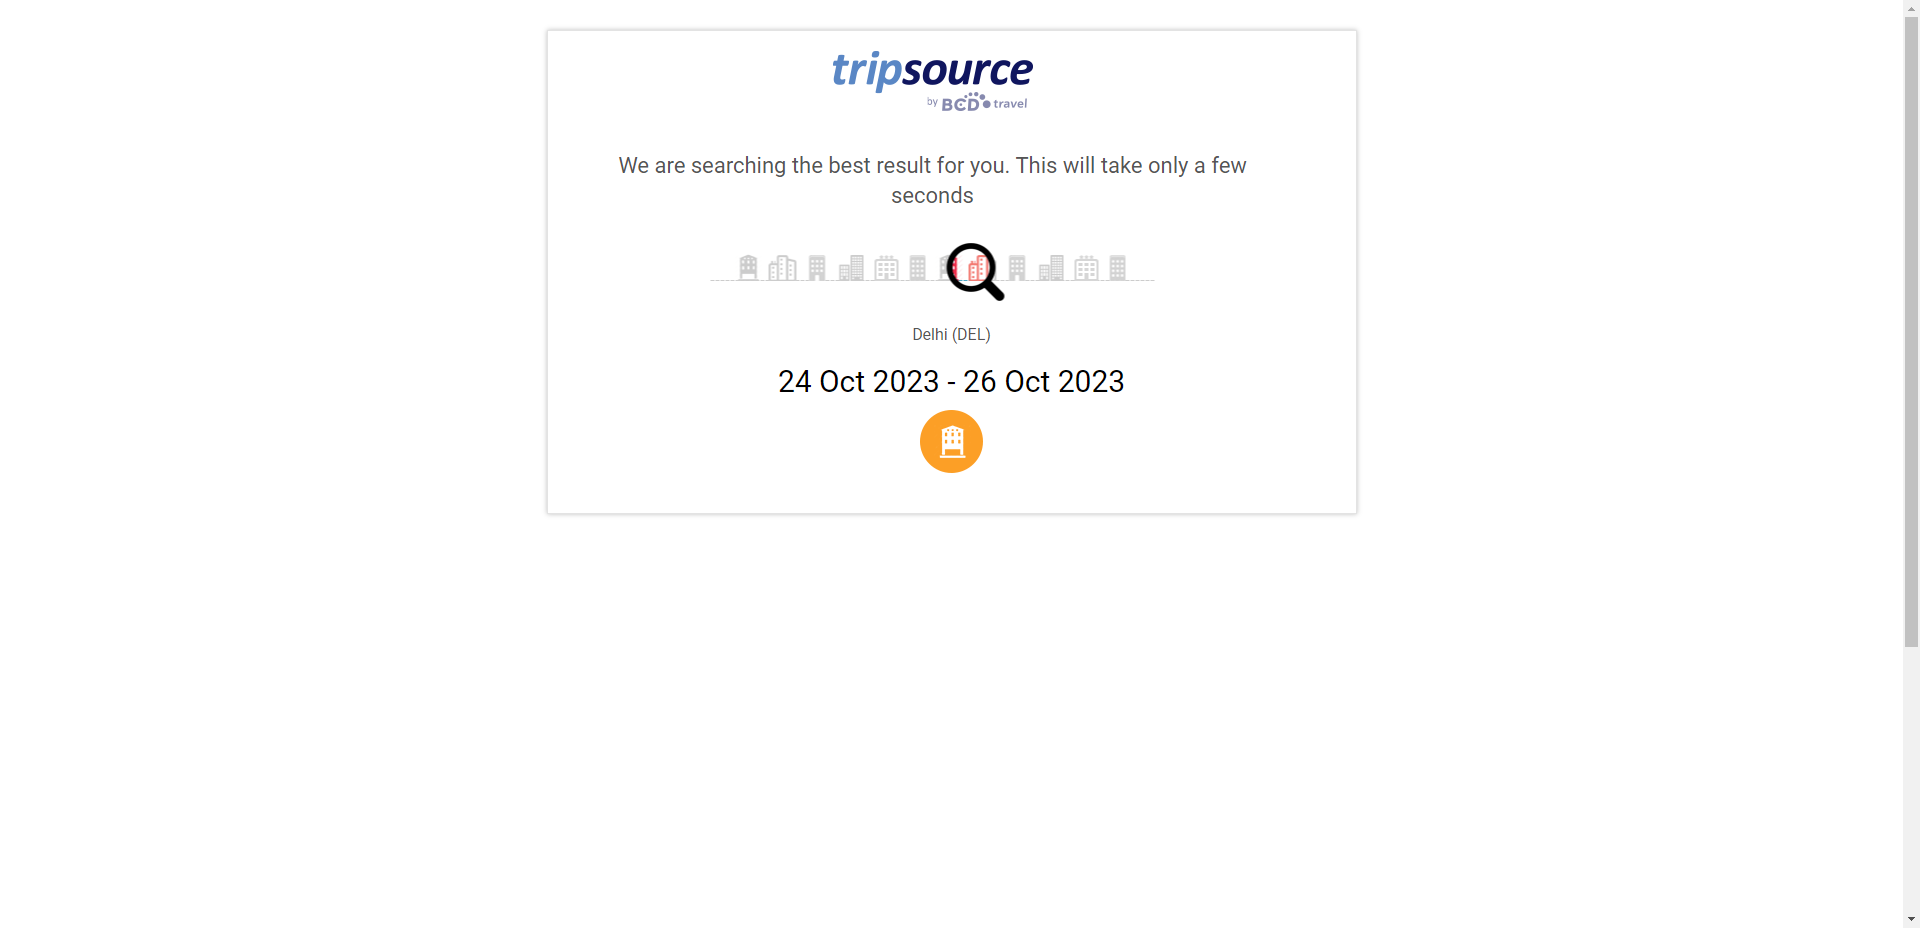 tripsource
by BCD travel
We are searching the best result for you. This will take only a few
seconds
Delhi (DEL)
24 Oct 2023 - 26 Oct 2023